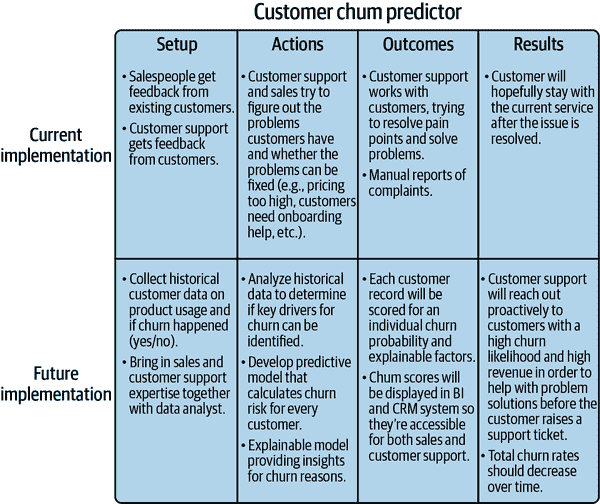 Customer chum predictor
Setup
Actions
Outcomes
Results
Current
implementation
• Salespeople get
feedback from
existing customers.
• Customer support
gets feedback
from customers.
• Customer support
and sales try to
figure out the
problems
customers have
and whether the
problems can be
fixed (e.g., pricing
too high, customers
need onboarding
help, etc.).
• Customer support
works with
customers, trying
to resolve pain
points and solve
problems.
• Manual reports of
complaints.
• Customer will
hopefully stay with
the current service
after the issue is
resolved.
Future
implementation
• Collect historical
customer data on
product usage and
if churn happened
(yes/no).
• Bring in sales and
customer support
expertise together
with data analyst.
• Analyze historical
data to determine
if key drivers for
churn can be
identified.
• Develop predictive
model that
calculates churn
risk for every
customer.
• Explainable model
providing insights
for churn reasons.
• Each customer
record will be
scored for an
individual churn
probability and
explainable factors.
• Chum scores will
be displayed in BI
and CRM system so
they're accessible
for both sales and
customer support.
• Customer support
will reach out
proactively to
customers with a
high churn
likelihood and high
revenue in order to
help with problem
solutions before the
customer raises a
support ticket.
• Total churn rates
should decrease
over time.